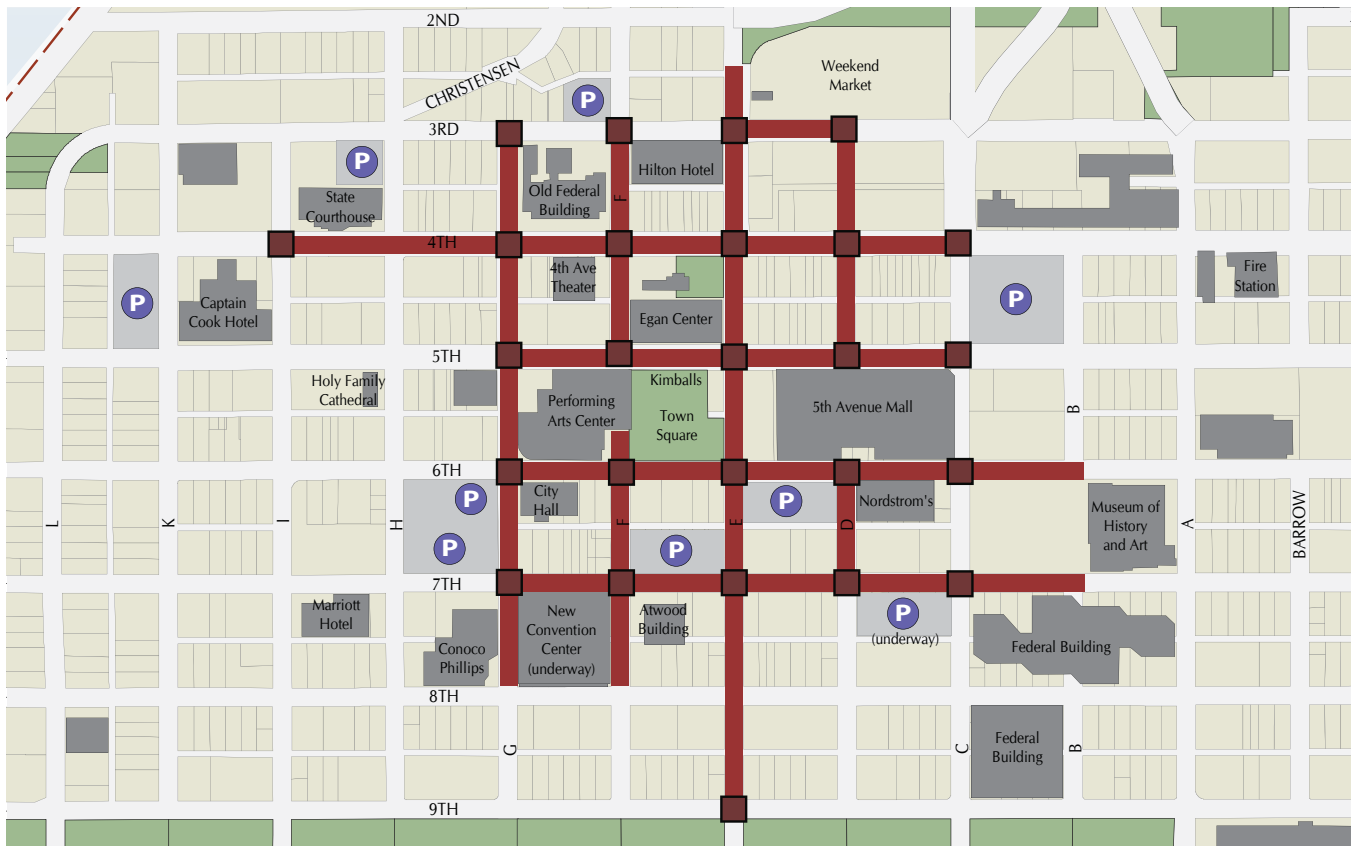 2ND
CHRISTENSEN
Weekend
Market
P
3RD
P
State
Courthouse
Old Federal
Building
F
Hilton Hotel
4TH
Captain
Cook Hotel
P
4th Ave
Theater
Egan Center
P
Fire
Station
5TH
Holy Family
Cathedral
Performing
Arts Center
Kimballs
Town
Square
5th Avenue Mall
B
6TH
P
City
Hall
P
Nordstrom's
Museum of
History
and Art
L
K
I
H
F
E
D
A
BARROW
P
P
7TH
Marriott
Hotel
Conoco
Phillips
New
Convention
Center
(underway)
Atwood
Building
P
(underway)
Federal Building
8TH
G
C
Federal
Building
B
9TH